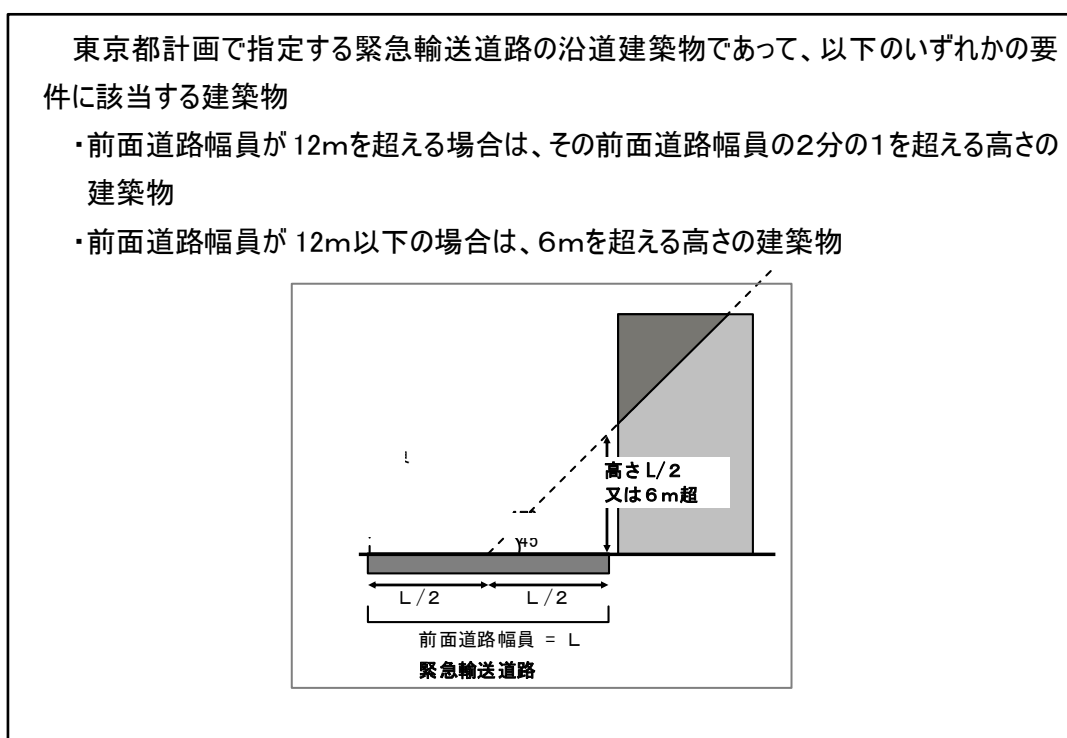 東京都計画で指定する緊急輸送道路の沿道建築物であって、以下のいずれかの要
件に該当する建築物
・前面道路幅員が 12ｍを超える場合は、その前面道路幅員の２分の１を超える高さの
建築物
・前面道路幅員が 12ｍ以下の場合は、６ｍを超える高さの建築物
高さ L/２
又は６ｍ超
Ｌ/２
Ｌ/２
前面道路幅員 = Ｌ
緊急輸送道路